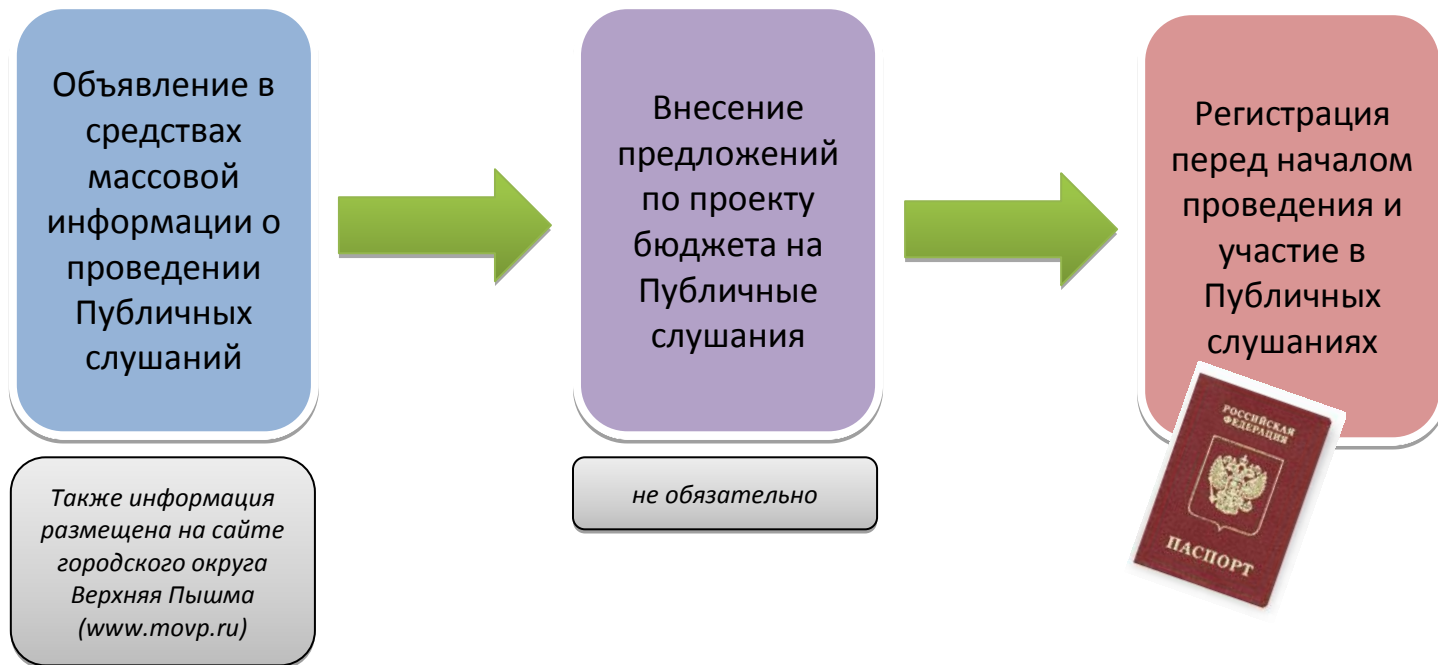 Объявление в
средствах
массовой
информации о
проведении
Публичных
слушаний
Также информация
размещена на сайте
городского округа
Верхняя Пышма
(www.movp.ru)
Внесение
предложений
по проекту
бюджета на
Публичные
слушания
не обязательно
Регистрация
перед началом
проведения и
участие в
Публичных
слушаниях
РОССИЙСКАЯ
ФЕДЕРАЦИЯ
ПАСПОРТ